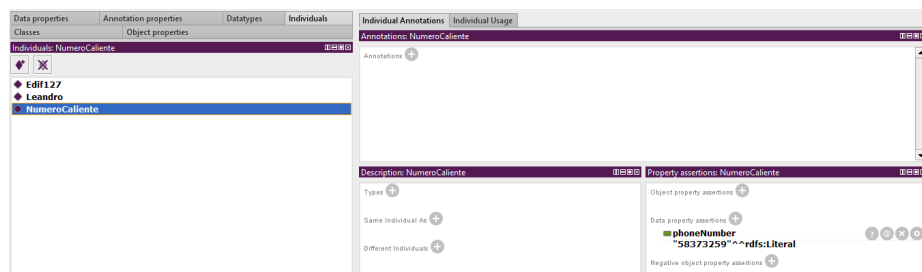 Data properties Annotation properties Datatypes Individuals
Classes Object properties
Individuals: NumeroCaliente
Edif127
Leandro
NumeroCaliente
Individual Annotations Individual Usage
Annotations: NumeroCaliente
Annotations
Description: NumeroCaliente
Types
Same Individual As
Different Individuals
Property assertions: NumeroCaliente
Object property assertions
Data property assertions
phoneNumber
"58373259"^^rdfs:Literal
Negative object property assertions